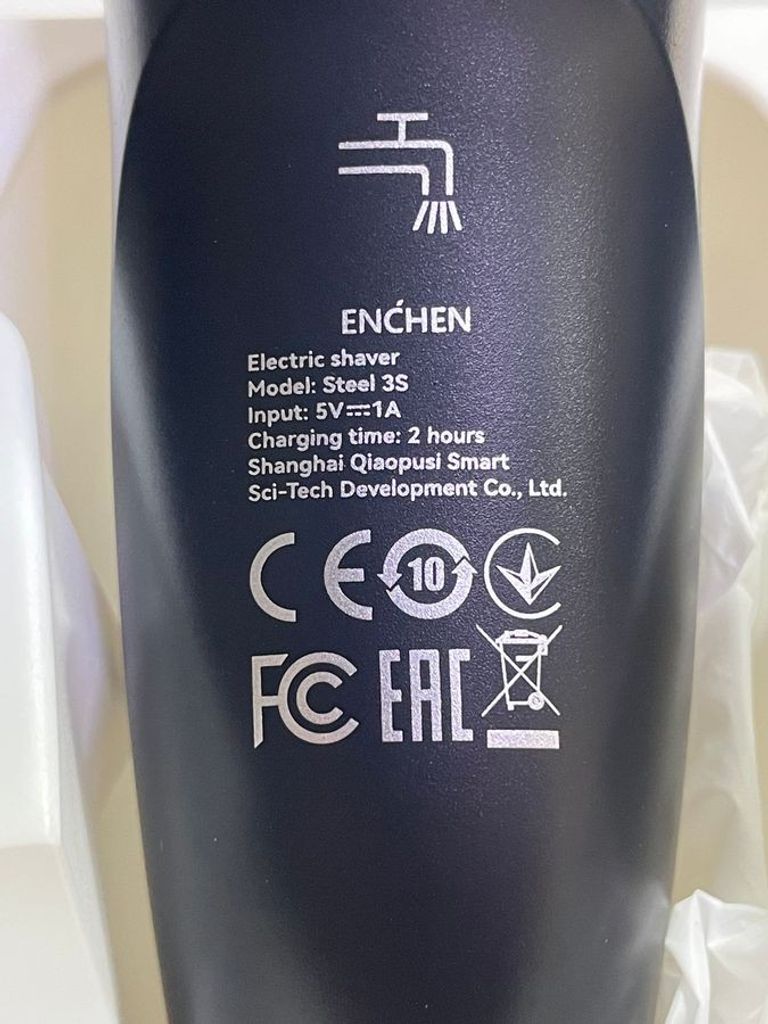 ENĆHEN
Electric shaver
Model: Steel 3S
Input: 5V⎓1A
Charging time: 2 hours
Shanghai Qiaopusi Smart
Sci-Tech Development Co., Ltd.
CE 10
FC EAC